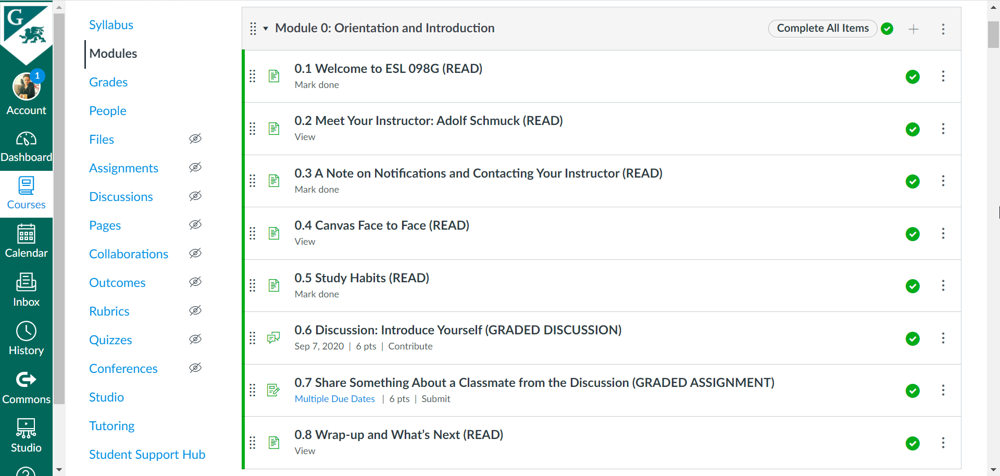 G
1
Account
Dashboard
Courses
Calendar
Inbox
History
Commons
Studio
Syllabus
Modules
Grades
People
Files
Assignments
Discussions
Pages
Collaborations
Outcomes
Rubrics
Quizzes
Conferences
Studio
Tutoring
Student Support Hub
Module 0: Orientation and Introduction
Complete All Items
0.1 Welcome to ESL 098G (READ)
Mark done
0.2 Meet Your Instructor: Adolf Schmuck (READ)
View
0.3 A Note on Notifications and Contacting Your Instructor (READ)
Mark done
0.4 Canvas Face to Face (READ)
View
0.5 Study Habits (READ)
Mark done
0.6 Discussion: Introduce Yourself (GRADED DISCUSSION)
Sep 7, 2020 | 6 pts | Contribute
0.7 Share Something About a Classmate from the Discussion (GRADED ASSIGNMENT)
Multiple Due Dates | 6 pts | Submit
0.8 Wrap-up and What’s Next (READ)
View